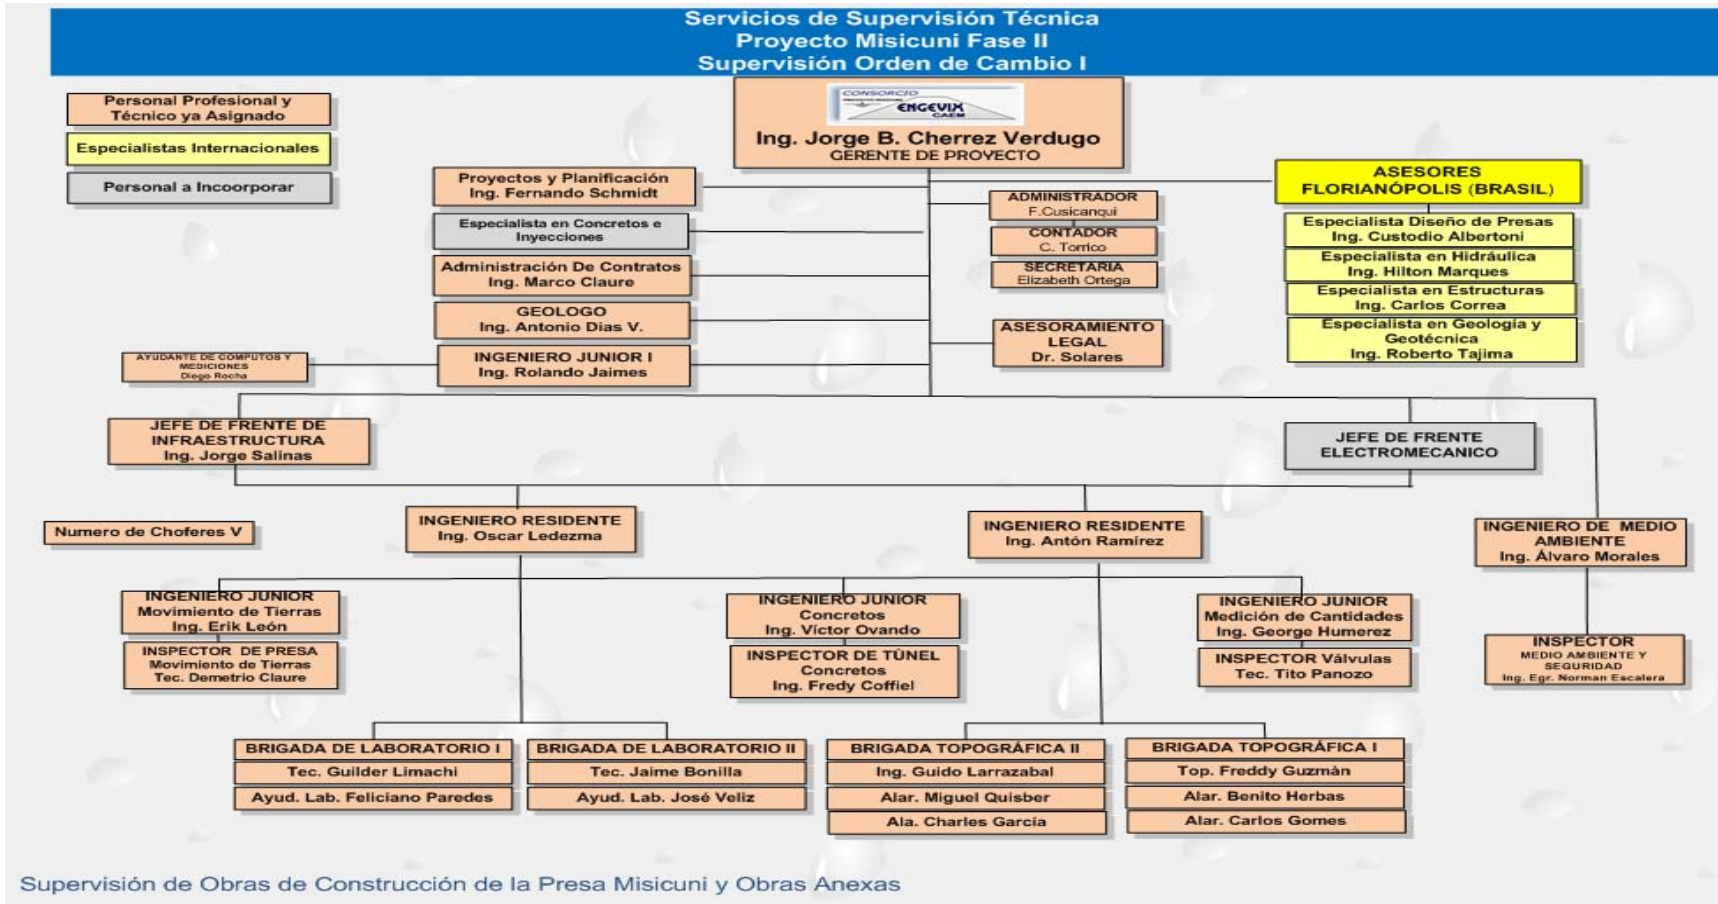 Servicios de Supervisión Técnica
Proyecto Misicuni Fase II
Supervisión Orden de Cambio I
Personal Profesional y
Técnico ya Asignado
Especialistas Internacionales
Personal a Incoorporar
CONSORCIO
PROYECTO MISICUNI
ENGEVIX
CAEM
Ing. Jorge B. Cherrez Verdugo
GERENTE DE PROYECTO
Proyectos y Planificación
Ing. Fernando Schmidt
Especialista en Concretos e
Inyecciones
Administración De Contratos
Ing. Marco Claure
GEOLOGO
Ing. Antonio Dias V.
INGENIERO JUNIOR I
Ing. Rolando Jaimes
AYUDANTE DE COMPUTOS Y
MEDICIONES
Diego Rocha
ADMINISTRADOR
F.Cusicanqui
CONTADOR
C. Torrico
SECRETARIA
Elizabeth Ortega
ASESORAMIENTO
LEGAL
Dr. Solares
ASESORES
FLORIANÓPOLIS (BRASIL)
Especialista Diseño de Presas
Ing. Custodio Albertoni
Especialista en Hidráulica
Ing. Hilton Marques
Especialista en Estructuras
Ing. Carlos Correa
Especialista en Geología y
Geotécnica
Ing. Roberto Tajima
JEFE DE FRENTE DE
INFRAESTRUCTURA
Ing. Jorge Salinas
JEFE DE FRENTE
ELECTROMECANICO
Numero de Choferes V
INGENIERO RESIDENTE
Ing. Oscar Ledezma
INGENIERO RESIDENTE
Ing. Antón Ramírez
INGENIERO DE MEDIO
AMBIENTE
Ing. Álvaro Morales
INGENIERO JUNIOR
Movimiento de Tierras
Ing. Erik León
INSPECTOR DE PRESA
Movimiento de Tierras
Tec. Demetrio Claure
INGENIERO JUNIOR
Concretos
Ing. Víctor Ovando
INSPECTOR DE TÛNEL
Concretos
Ing. Fredy Coffiel
INGENIERO JUNIOR
Medición de Cantidades
Ing. George Humerez
INSPECTOR Válvulas
Tec. Tito Panozo
INSPECTOR
MEDIO AMBIENTE Y
SEGURIDAD
Ing. Egr. Norman Escalera
BRIGADA DE LABORATORIO I
Tec. Guilder Limachi
Ayud. Lab. Feliciano Paredes
BRIGADA DE LABORATORIO II
Tec. Jaime Bonilla
Ayud. Lab. José Veliz
BRIGADA TOPOGRÁFICA II
Ing. Guido Larrazabal
Alar. Miguel Quisber
Ala. Charles García
BRIGADA TOPOGRÁFICA I
Top. Freddy Guzmàn
Alar. Benito Herbas
Alar. Carlos Gomes
Supervisión de Obras de Construcción de la Presa Misicuni y Obras Anexas